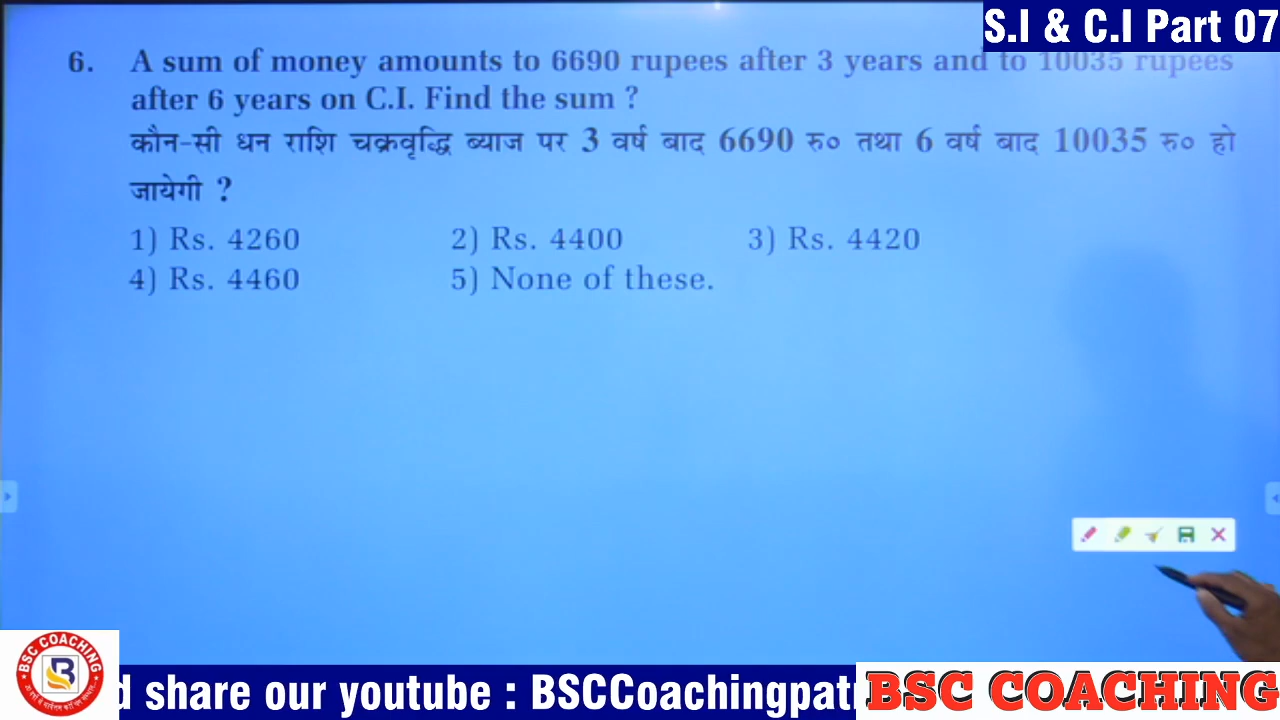 S.I & C.I Part 07
6. A sum of money amounts to 6690 rupees after 3 years and to 10035 rupees
after 6 years on C.I. Find the sum ?
कौन-सी धन राशि चक्रवृद्धि ब्याज पर 3 वर्ष बाद 6690 रु० तथा 6 वर्ष बाद 10035 रु० हो
जायेगी ?
1) Rs. 4260 2) Rs. 4400 3) Rs. 4420
4) Rs. 4460 5) None of these.
BSC COACHING
d share our youtube : BSCCoachingpat
BSC COACHING